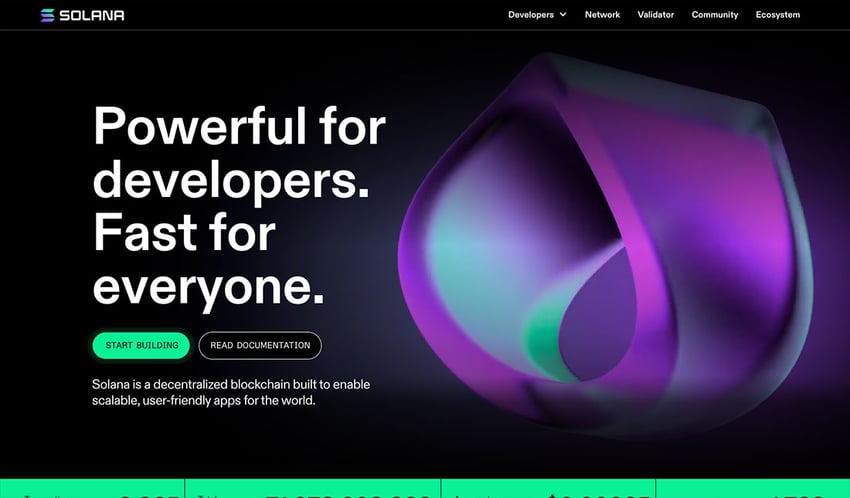 SOLANA
Developers Network Validator Community Ecosystem
Powerful for
developers.
Fast for
everyone.
START BUILDING READ DOCUMENTATION
Solana is a decentralized blockchain built to enable
scalable, user-friendly apps for the world.